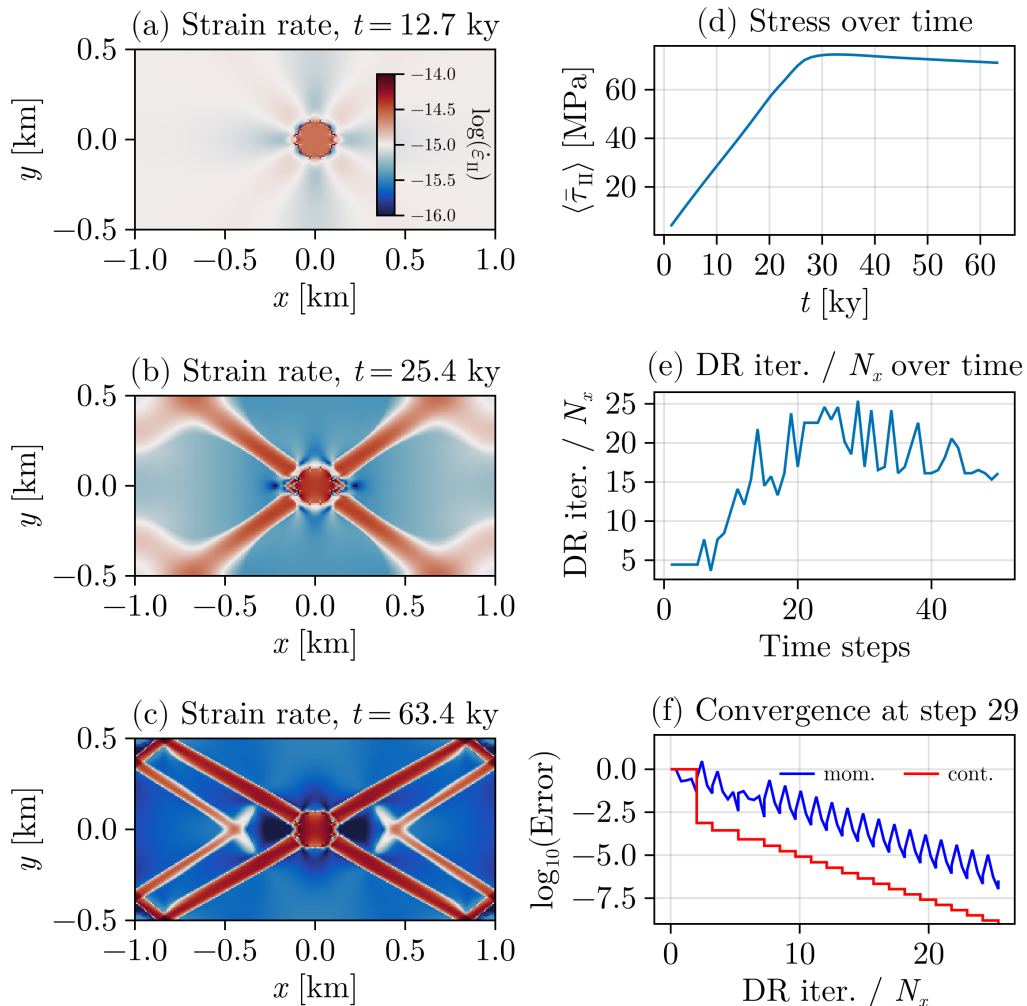 (a) Strain rate, t = 12.7 ky
0.5
0.0
−0.5
y [km]
−14.0
−14.5
−15.0
−15.5
−16.0
log(ε̇_II)
−1.0 −0.5 0.0 0.5 1.0
x [km]
(b) Strain rate, t = 25.4 ky
0.5
0.0
−0.5
y [km]
−1.0 −0.5 0.0 0.5 1.0
x [km]
(c) Strain rate, t = 63.4 ky
0.5
0.0
−0.5
y [km]
−1.0 −0.5 0.0 0.5 1.0
x [km]
(d) Stress over time
60
40
20
⟨τ̄_II⟩ [MPa]
0 10 20 30 40 50 60
t [ky]
(e) DR iter. / N_x over time
25
20
15
10
5
DR iter. / N_x
0 20 40
Time steps
(f) Convergence at step 29
0.0
−2.5
−5.0
−7.5
log₁₀(Error)
mom. cont.
0 10 20
DR iter. / N_x